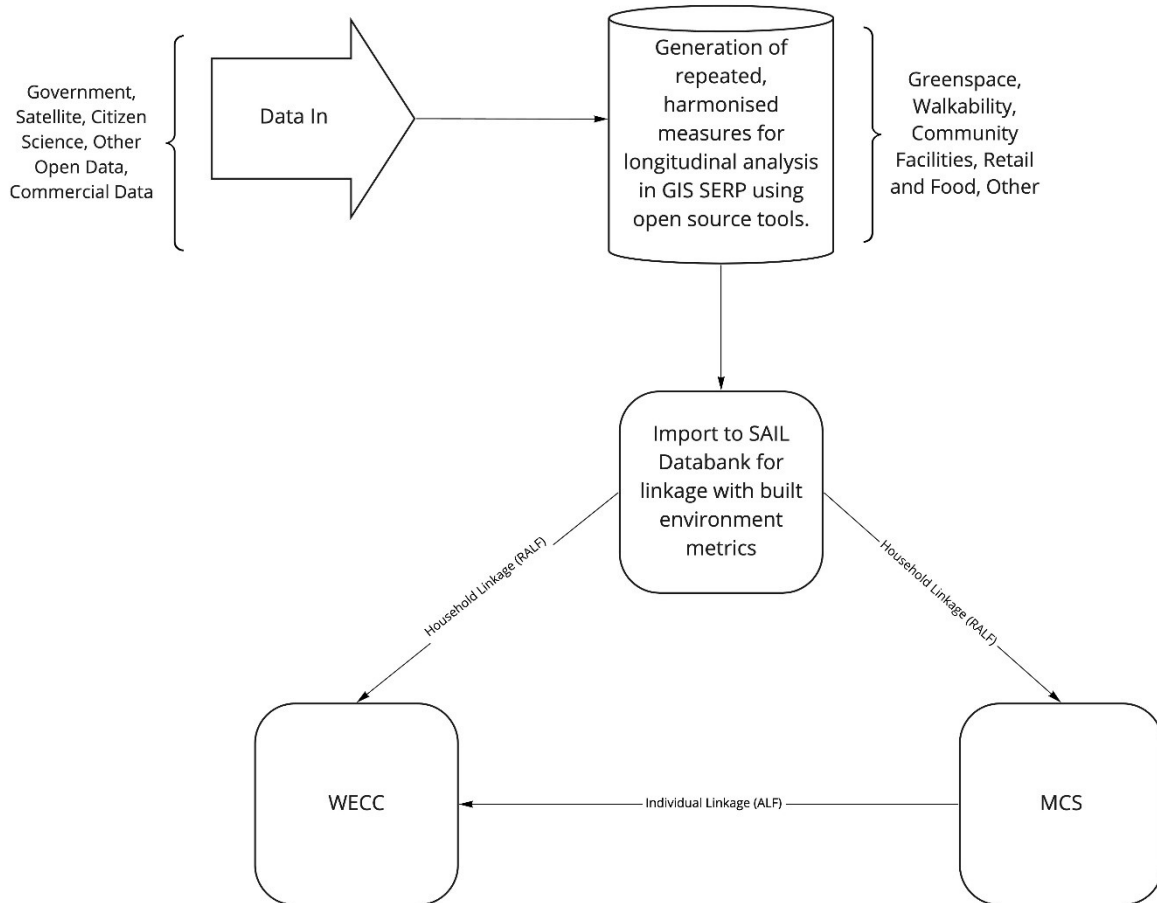 Government,
Satellite, Citizen
Science, Other
Open Data,
Commercial Data
Data In
Generation of
repeated,
harmonised
measures for
longitudinal analysis
in GIS SERP using
open source tools.
Greenspace,
Walkability,
Community
Facilities, Retail
and Food, Other
Import to SAIL
Databank for
linkage with built
environment
metrics
Household Linkage (RALF)
Household Linkage (RALF)
WECC
Individual Linkage (ALF)
MCS